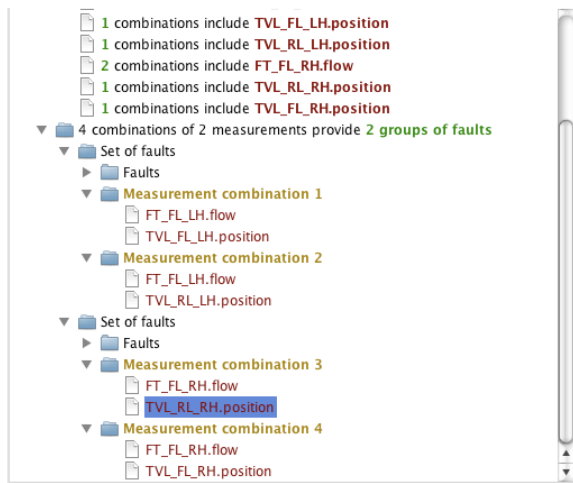 1 combinations include TVL_FL_LH.position
1 combinations include TVL_RL_LH.position
2 combinations include FT_FL_RH.flow
1 combinations include TVL_RL_RH.position
1 combinations include TVL_FL_RH.position
4 combinations of 2 measurements provide 2 groups of faults
Set of faults
Faults
Measurement combination 1
FT_FL_LH.flow
TVL_FL_LH.position
Measurement combination 2
FT_FL_LH.flow
TVL_RL_LH.position
Set of faults
Faults
Measurement combination 3
FT_FL_RH.flow
TVL_RL_RH.position
Measurement combination 4
FT_FL_RH.flow
TVL_FL_RH.position